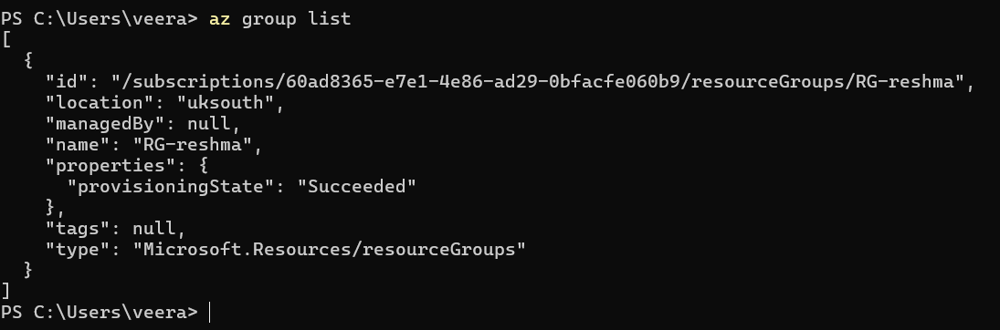 PS C:\Users\veera> az group list
[
  {
    "id": "/subscriptions/60ad8365-e7e1-4e86-ad29-0bfacfe060b9/resourceGroups/RG-reshma",
    "location": "uksouth",
    "managedBy": null,
    "name": "RG-reshma",
    "properties": {
      "provisioningState": "Succeeded"
    },
    "tags": null,
    "type": "Microsoft.Resources/resourceGroups"
  }
]
PS C:\Users\veera>